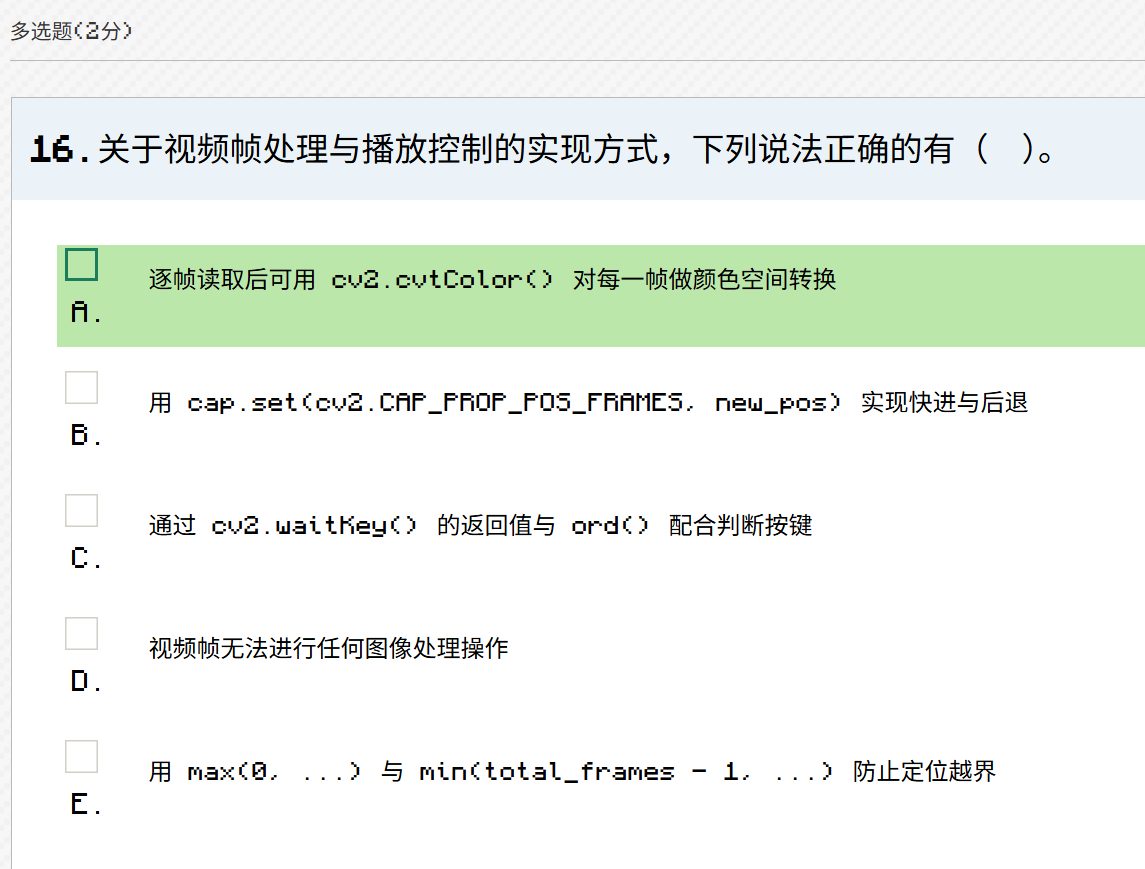 多选题(2分)
16.关于视频帧处理与播放控制的实现方式，下列说法正确的有（ ）。
逐帧读取后可用 cv2.cvtColor() 对每一帧做颜色空间转换
A.
用 cap.set(cv2.CAP_PROP_POS_FRAMES, new_pos) 实现快进与后退
B.
通过 cv2.waitKey() 的返回值与 ord() 配合判断按键
C.
视频帧无法进行任何图像处理操作
D.
用 max(0, ...) 与 min(total_frames - 1, ...) 防止定位越界
E.